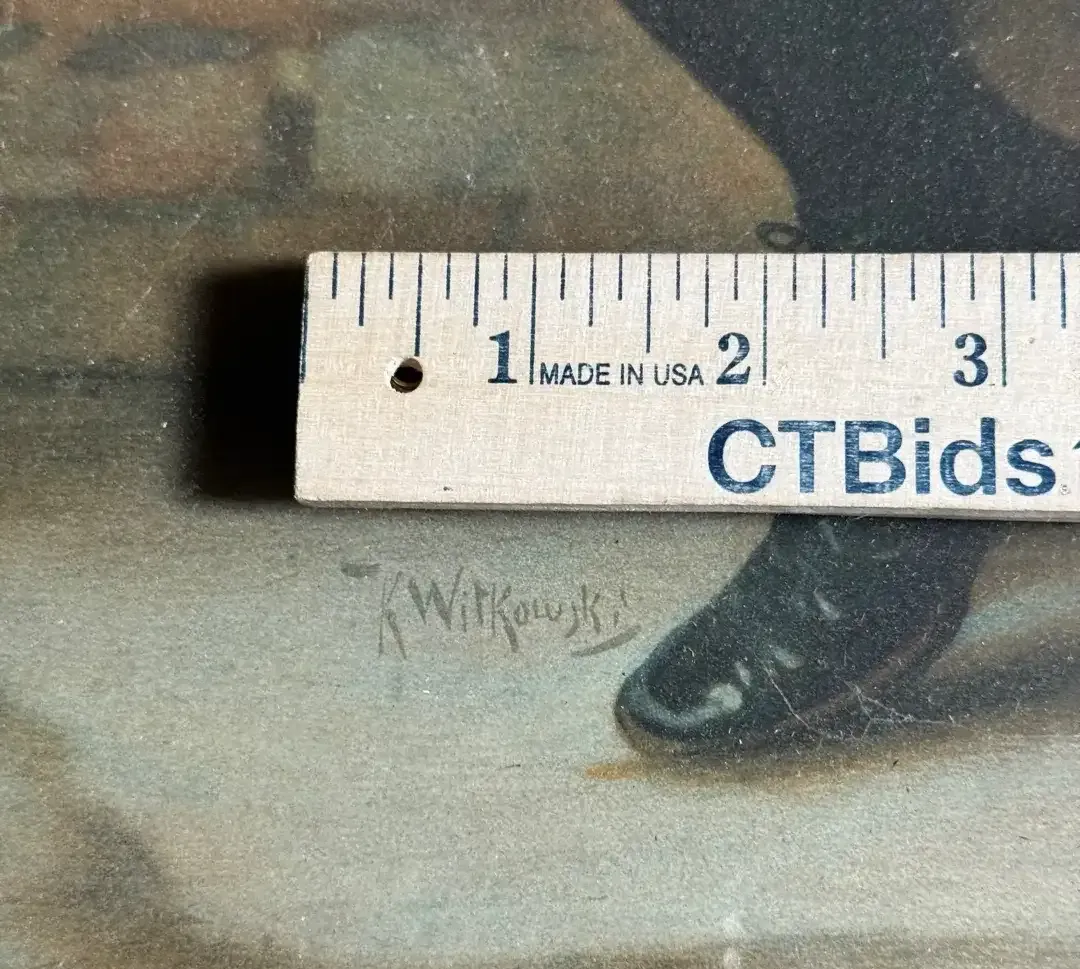 1 2 3
MADE IN USA
CTBids
K Witkowski